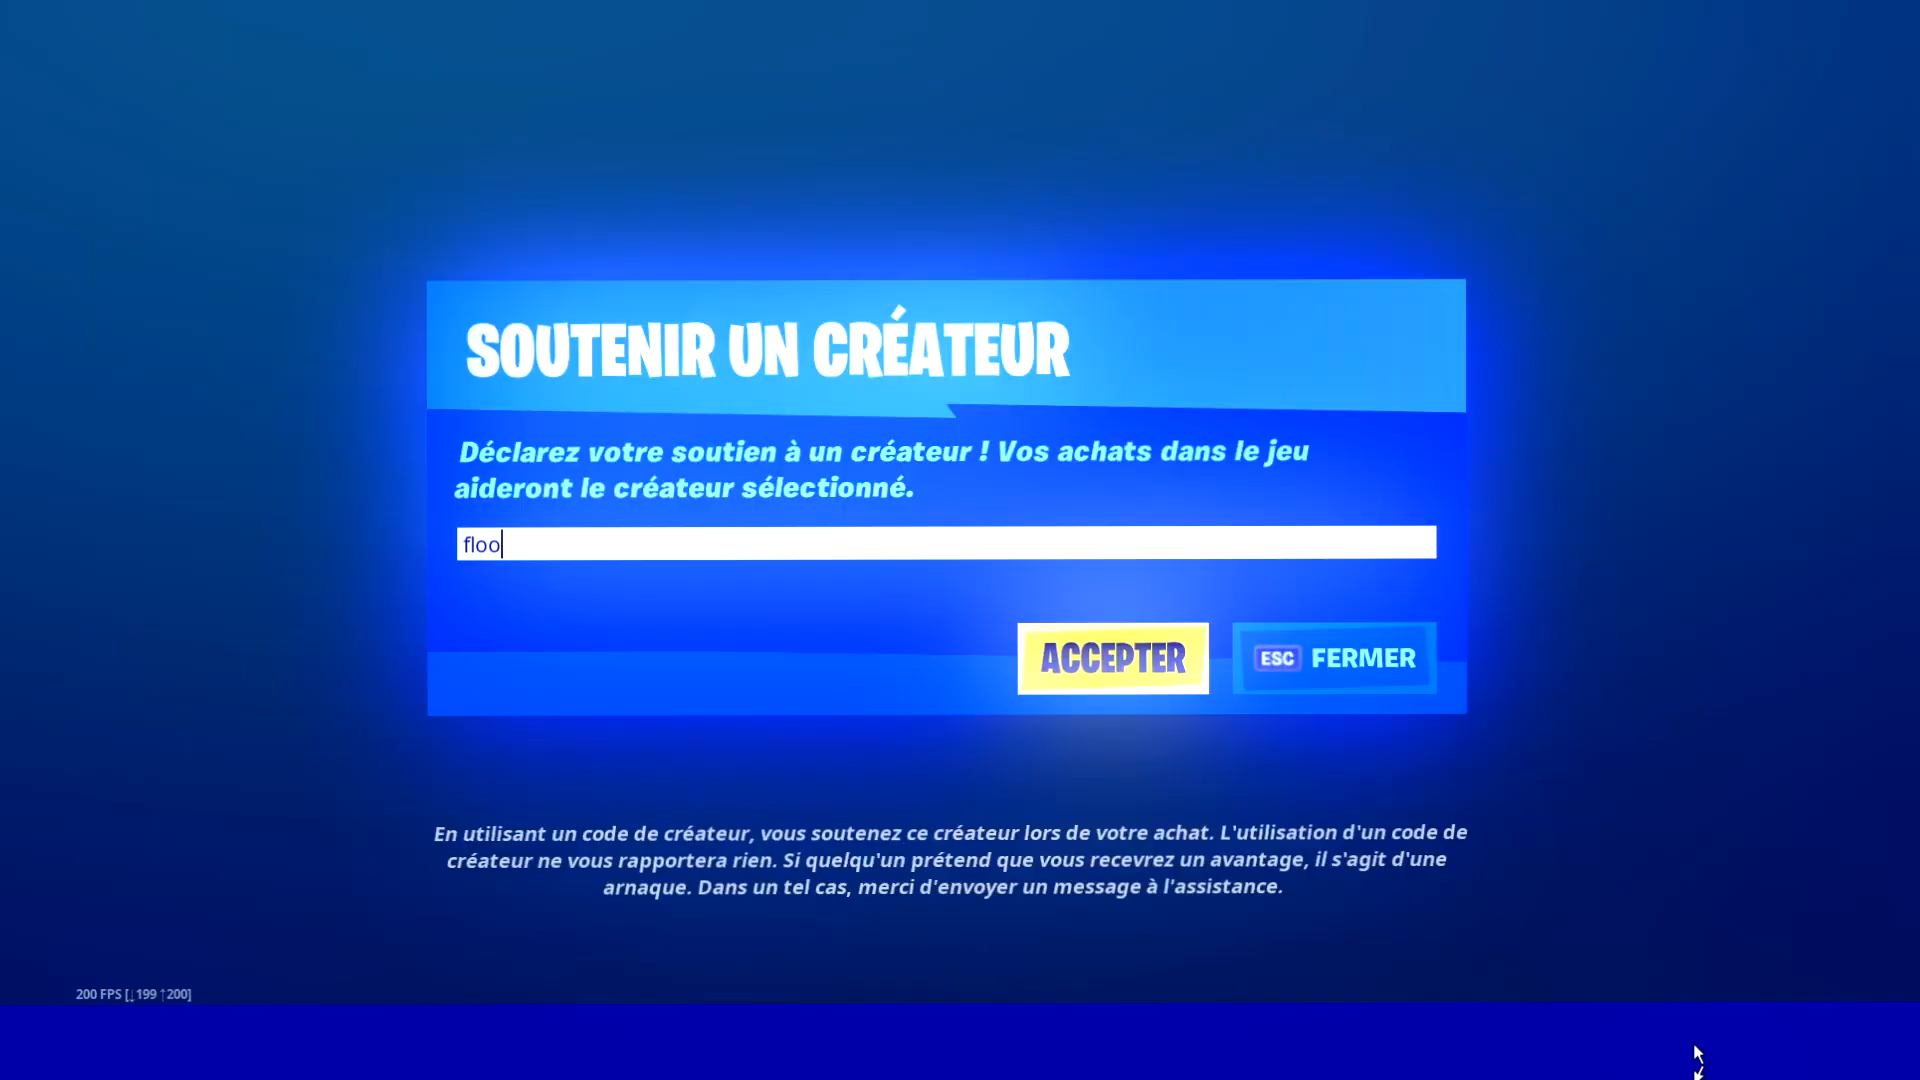 SOUTENIR UN CRÉATEUR
Déclarez votre soutien à un créateur ! Vos achats dans le jeu
aideront le créateur sélectionné.
floo
ACCEPTER
ESC FERMER
En utilisant un code de créateur, vous soutenez ce créateur lors de votre achat. L'utilisation d'un code de
créateur ne vous rapportera rien. Si quelqu'un prétend que vous recevrez un avantage, il s'agit d'une
arnaque. Dans un tel cas, merci d'envoyer un message à l'assistance.
200 FPS [↓199 ↑200]